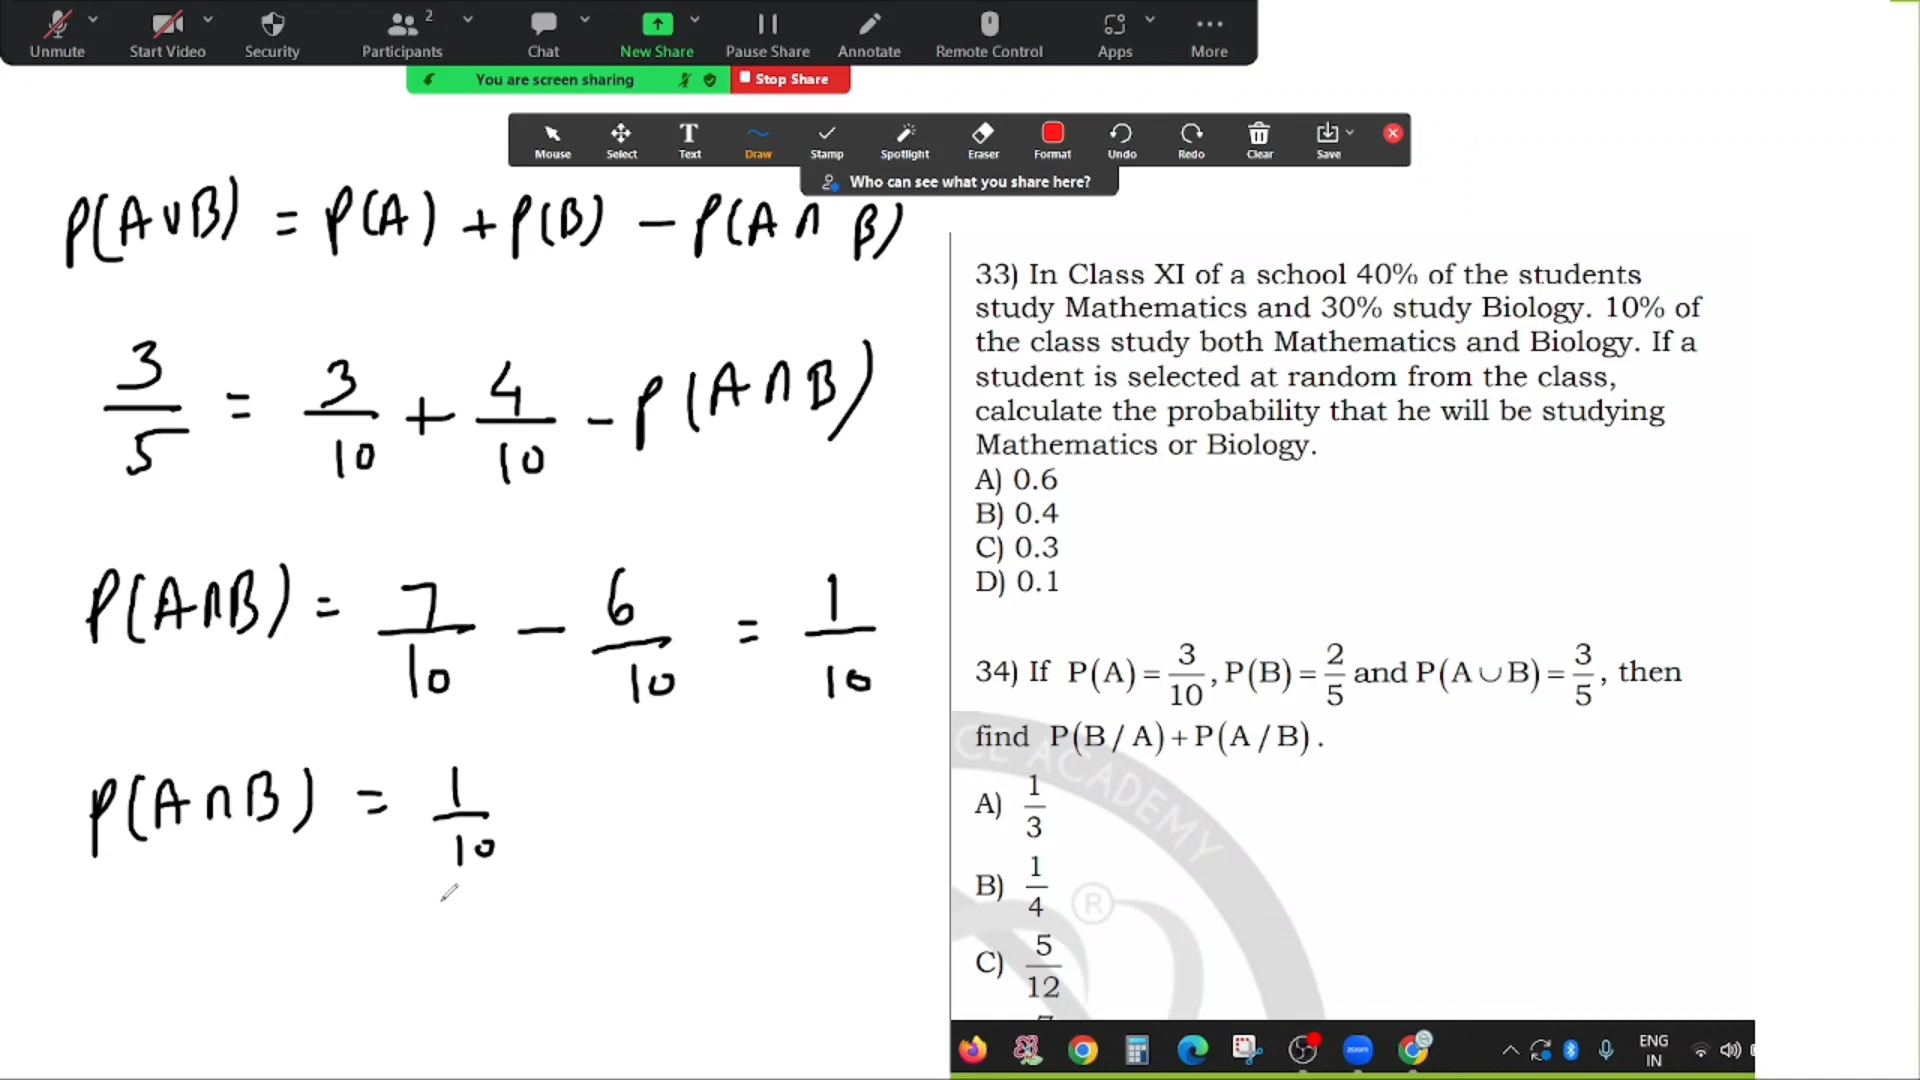 Unmute
Start Video
Security
Participants
2
Chat
New Share
Pause Share
Annotate
Remote Control
Apps
More
You are screen sharing
Stop Share
Mouse
Select
Text
Draw
Stamp
Spotlight
Eraser
Format
Undo
Redo
Clear
Save
Who can see what you share here?
P(A∪B) = P(A) + P(B) - P(A ∩ B)
3/5 = 3/10 + 4/10 - P(A∩B)
P(A∩B) = 7/10 - 6/10 = 1/10
P(A∩B) = 1/10
33) In Class XI of a school 40% of the students
study Mathematics and 30% study Biology. 10% of
the class study both Mathematics and Biology. If a
student is selected at random from the class,
calculate the probability that he will be studying
Mathematics or Biology.
A) 0.6
B) 0.4
C) 0.3
D) 0.1
34) If P(A) = 3/10, P(B) = 2/5 and P(A∪B) = 3/5, then
find P(B/A)+P(A/B).
A) 1/3
B) 1/4
C) 5/12
CE ACADEMY
®
zoom
ENG
IN